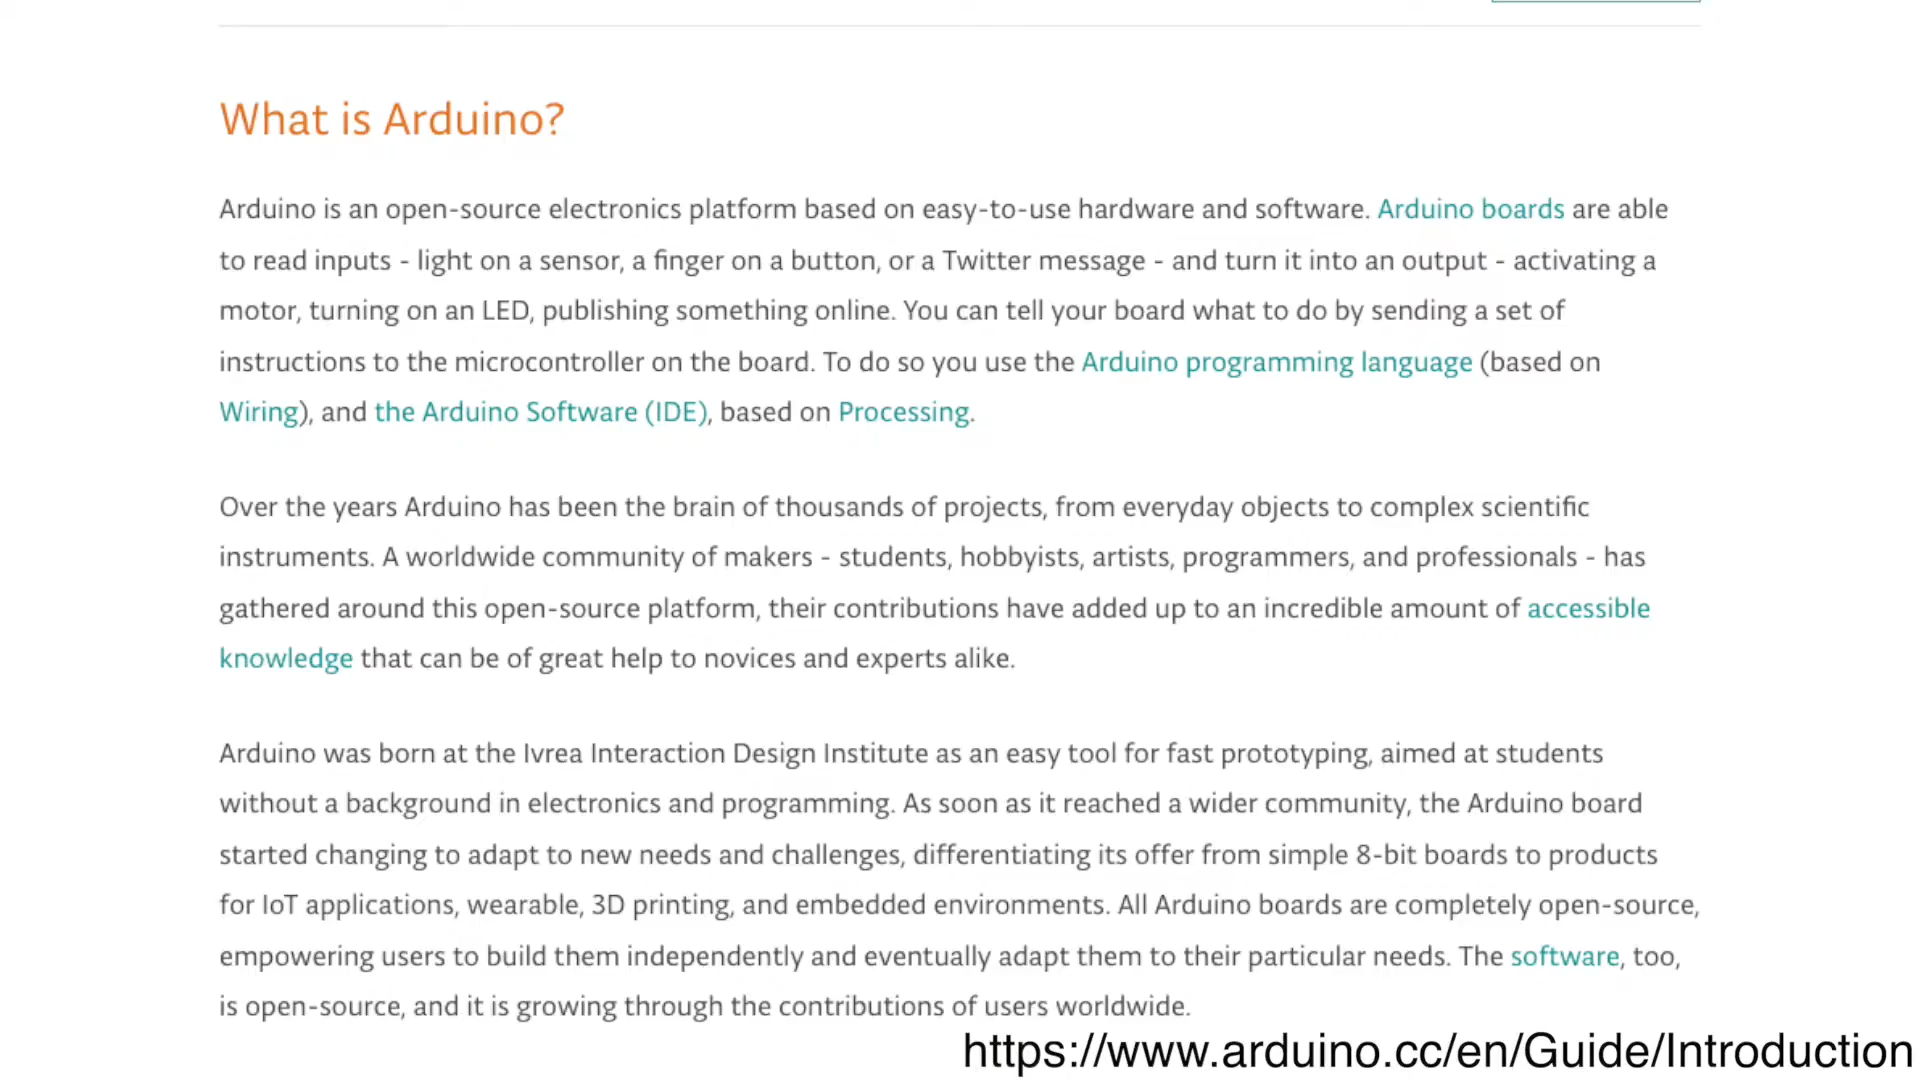 What is Arduino?
Arduino is an open-source electronics platform based on easy-to-use hardware and software. Arduino boards are able
to read inputs - light on a sensor, a finger on a button, or a Twitter message - and turn it into an output - activating a
motor, turning on an LED, publishing something online. You can tell your board what to do by sending a set of
instructions to the microcontroller on the board. To do so you use the Arduino programming language (based on
Wiring), and the Arduino Software (IDE), based on Processing.
Over the years Arduino has been the brain of thousands of projects, from everyday objects to complex scientific
instruments. A worldwide community of makers - students, hobbyists, artists, programmers, and professionals - has
gathered around this open-source platform, their contributions have added up to an incredible amount of accessible
knowledge that can be of great help to novices and experts alike.
Arduino was born at the Ivrea Interaction Design Institute as an easy tool for fast prototyping, aimed at students
without a background in electronics and programming. As soon as it reached a wider community, the Arduino board
started changing to adapt to new needs and challenges, differentiating its offer from simple 8-bit boards to products
for IoT applications, wearable, 3D printing, and embedded environments. All Arduino boards are completely open-source,
empowering users to build them independently and eventually adapt them to their particular needs. The software, too,
is open-source, and it is growing through the contributions of users worldwide.
https://www.arduino.cc/en/Guide/Introduction